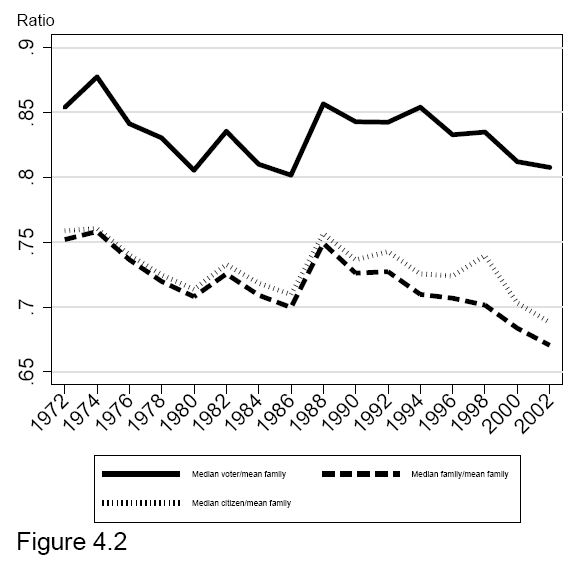 Ratio
.9
.85
.8
.75
.7
.65
1972 1974 1976 1978 1980 1982 1984 1986 1988 1990 1992 1994 1996 1998 2000 2002
Median voter/mean family Median family/mean family
Median citizen/mean family
Figure 4.2